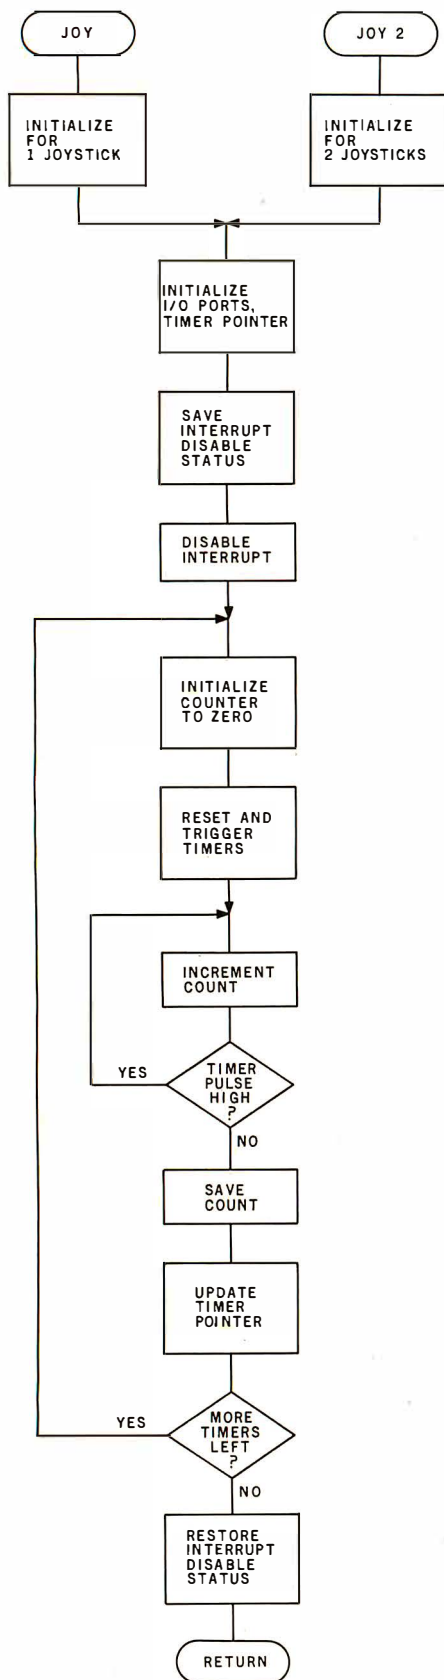 JOY
JOY 2
INITIALIZE
FOR
1 JOYSTICK
INITIALIZE
FOR
2 JOYSTICKS
INITIALIZE
I/O PORTS,
TIMER POINTER
SAVE
INTERRUPT
DISABLE
STATUS
DISABLE
INTERRUPT
INITIALIZE
COUNTER
TO ZERO
RESET AND
TRIGGER
TIMERS
INCREMENT
COUNT
YES
TIMER
PULSE
HIGH
?
NO
SAVE
COUNT
UPDATE
TIMER
POINTER
YES
MORE
TIMERS
LEFT
?
NO
RESTORE
INTERRUPT
DISABLE
STATUS
RETURN